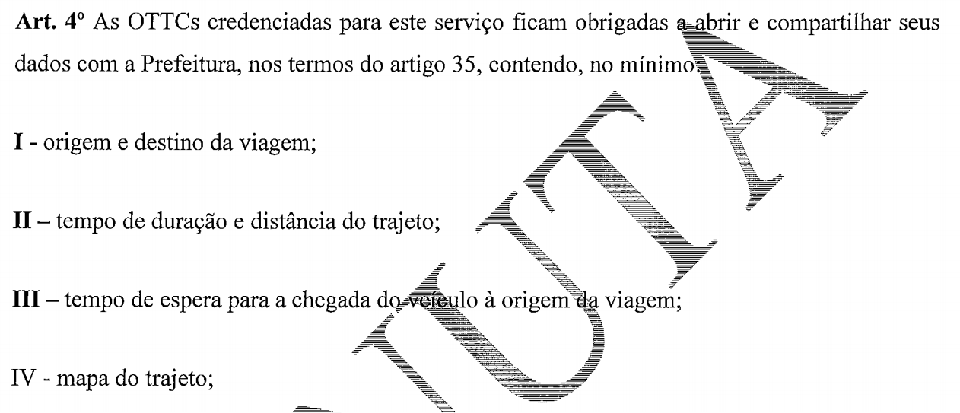 Art. 4º As OTTCs credenciadas para este serviço ficam obrigadas a abrir e compartilhar seus
dados com a Prefeitura, nos termos do artigo 35, contendo, no mínimo:
I - origem e destino da viagem;
II – tempo de duração e distância do trajeto;
III – tempo de espera para a chegada do veículo à origem da viagem;
IV - mapa do trajeto;